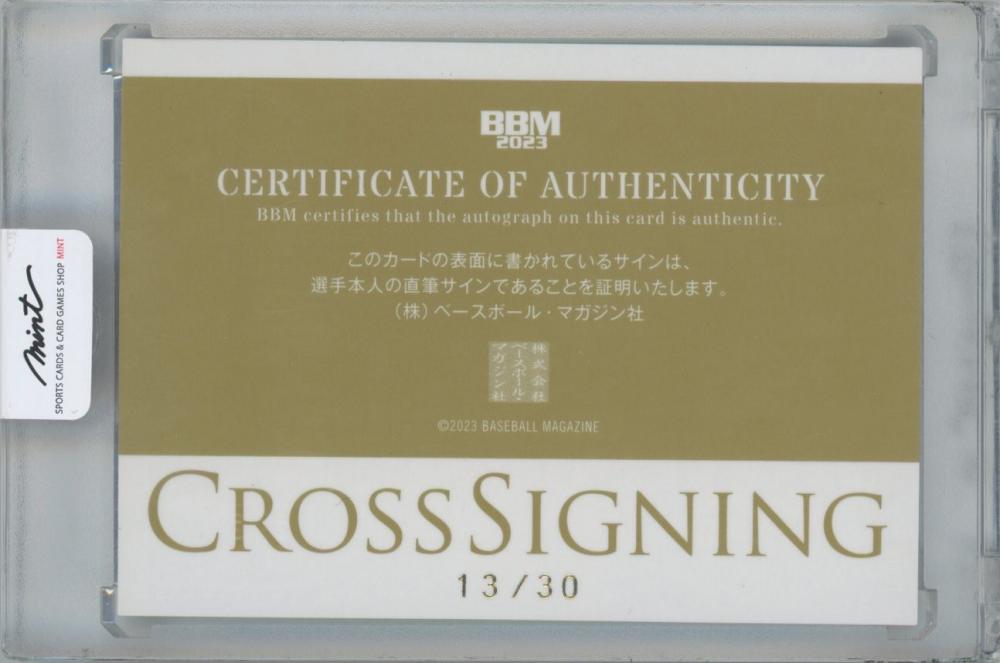 BBM
2023
CERTIFICATE OF AUTHENTICITY
BBM certifies that the autograph on this card is authentic.
このカードの表面に書かれているサインは、
選手本人の直筆サインであることを証明いたします。
(株)ベースボール・マガジン社
株式会社
ベースボール・
マガジン社
©2023 BASEBALL MAGAZINE
CROSSSIGNING
13/30
mint
SPORTS CARDS & CARD GAMES SHOP MINT